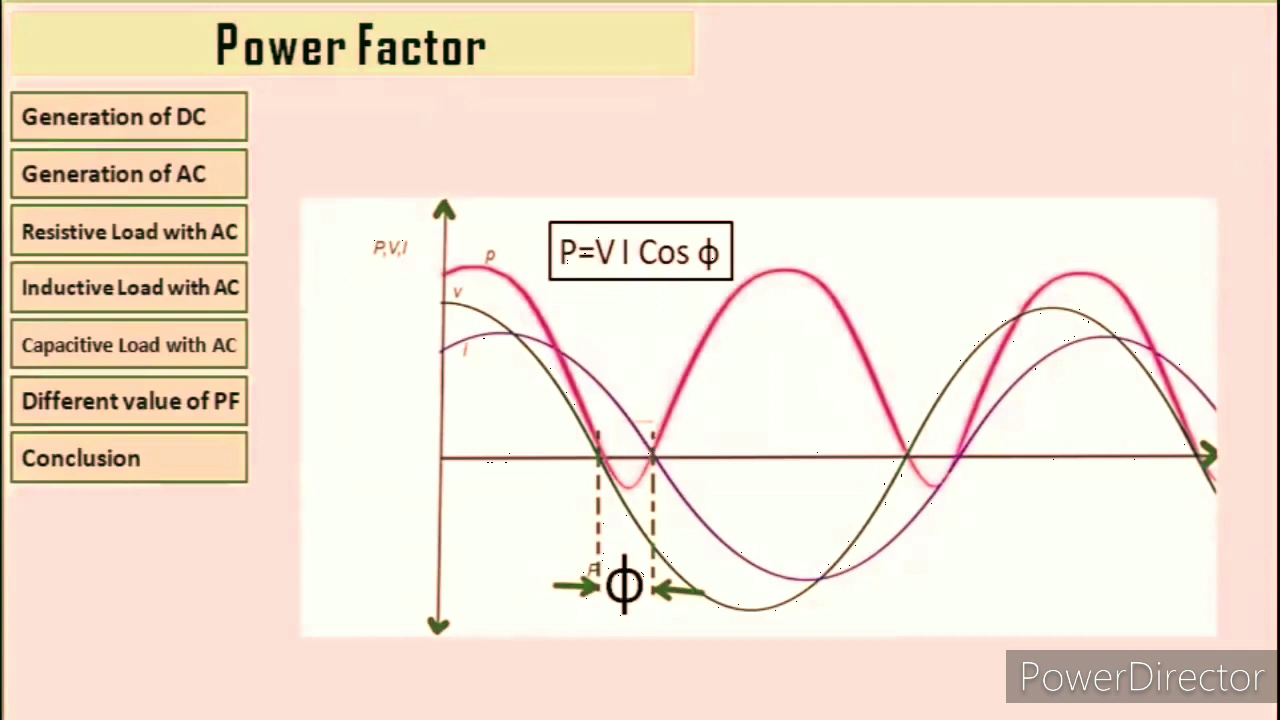 Power Factor
Generation of DC
Generation of AC
Resistive Load with AC
Inductive Load with AC
Capacitive Load with AC
Different value of PF
Conclusion
P,V,I
p
P=V I Cos ϕ
v
i
ϕ
PowerDirector